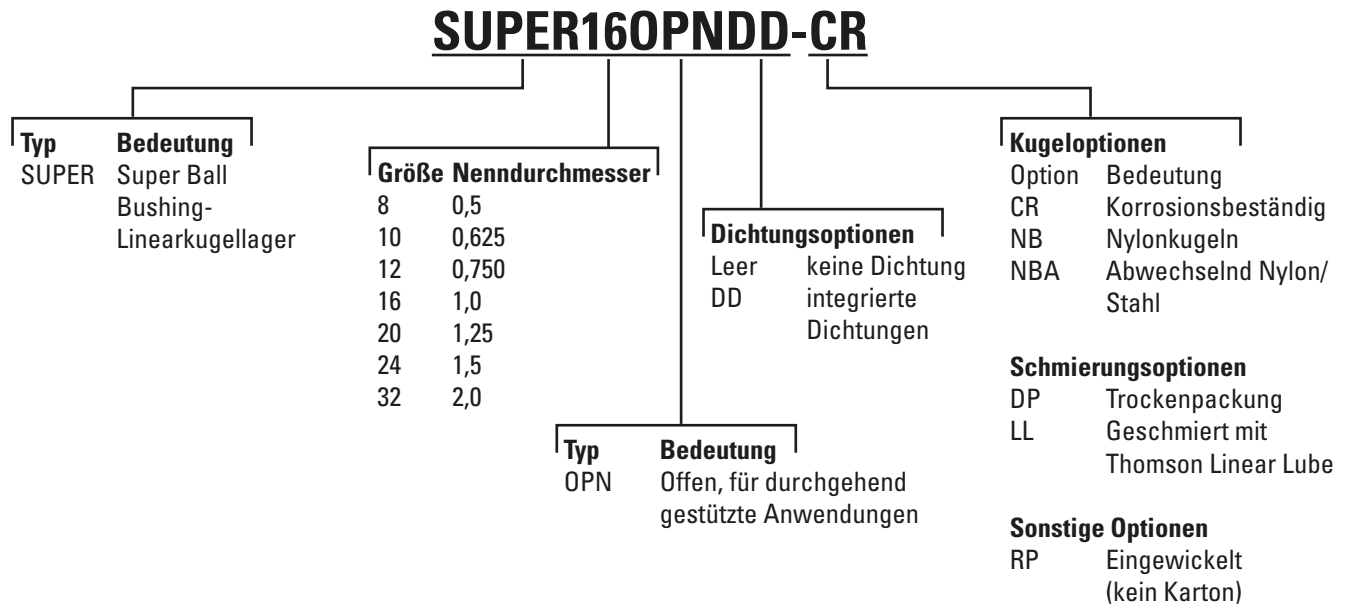 SUPER16OPNDD-CR
Typ Bedeutung
SUPER Super Ball
Bushing-
Linearkugellager
Größe Nenndurchmesser
8 0,5
10 0,625
12 0,750
16 1,0
20 1,25
24 1,5
32 2,0
Typ Bedeutung
OPN Offen, für durchgehend
gestützte Anwendungen
Dichtungsoptionen
Leer keine Dichtung
DD integrierte
Dichtungen
Kugeloptionen
Option Bedeutung
CR Korrosionsbeständig
NB Nylonkugeln
NBA Abwechselnd Nylon/
Stahl
Schmierungsoptionen
DP Trockenpackung
LL Geschmiert mit
Thomson Linear Lube
Sonstige Optionen
RP Eingewickelt
(kein Karton)